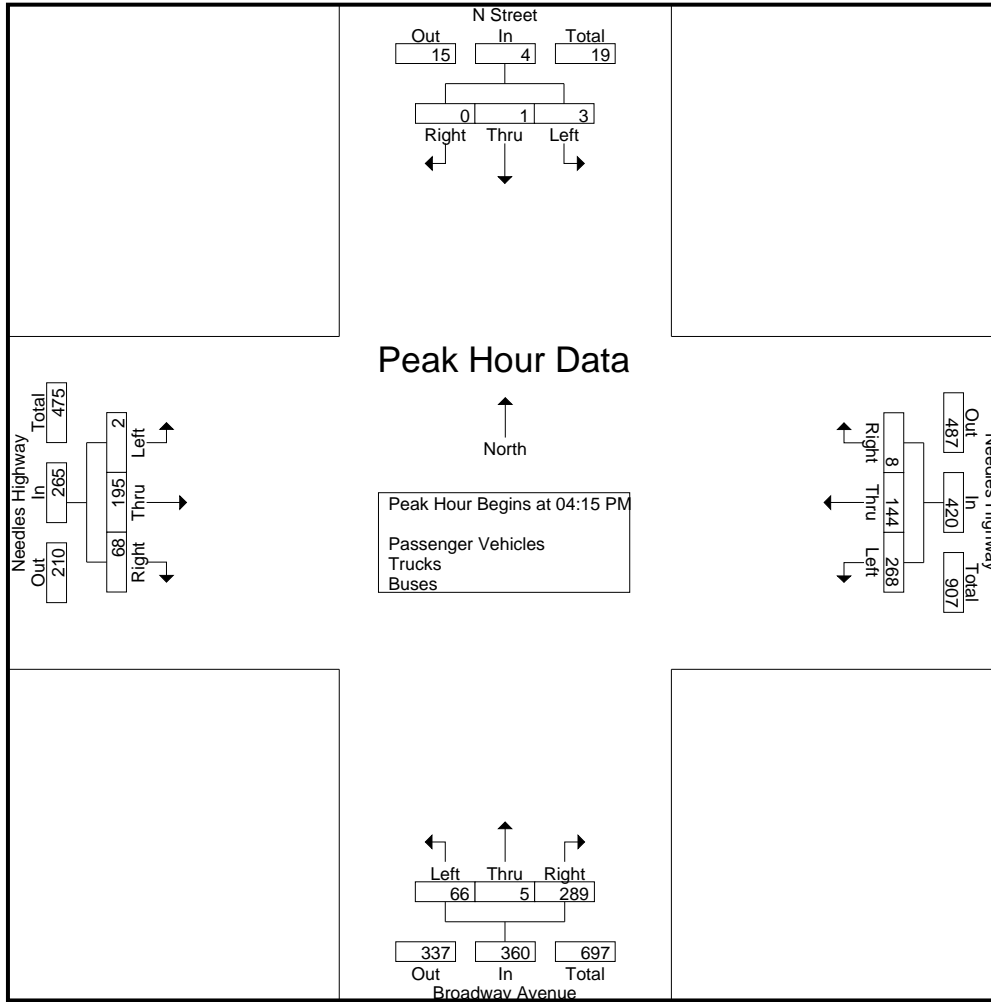 N Street
Out In Total
15 4 19
0 1 3
Right Thru Left
Peak Hour Data
North
Peak Hour Begins at 04:15 PM
Passenger Vehicles
Trucks
Buses
Needles Highway
Out In Total
210 265 475
68 195 2
Right Thru Left
Needles Highway
Out In Total
487 420 907
8 144 268
Right Thru Left
Left Thru Right
66 5 289
337 360 697
Out In Total
Broadway Avenue